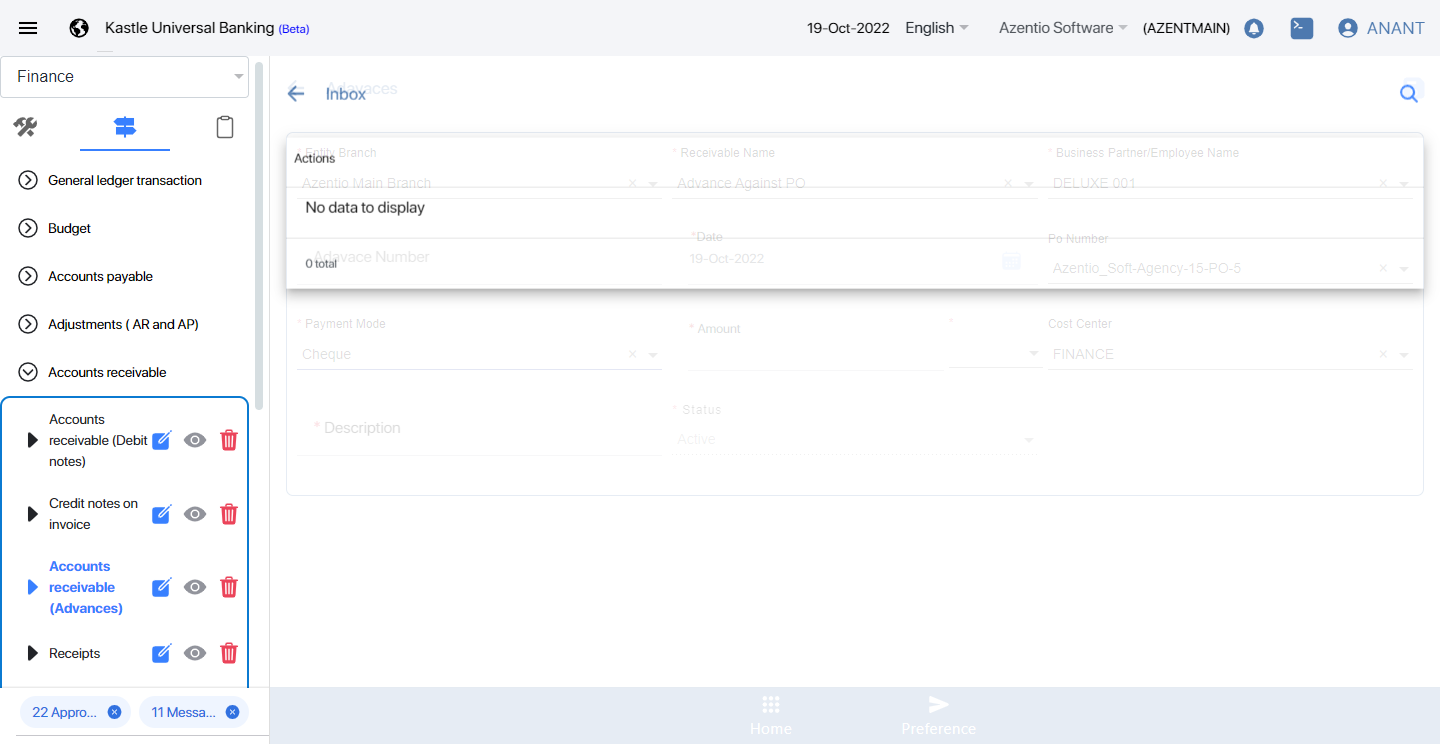 Kastle Universal Banking (Beta)
19-Oct-2022
English
Azentio Software
(AZENTMAIN)
ANANT
Finance
General ledger transaction
Budget
Accounts payable
Adjustments ( AR and AP)
Accounts receivable
Accounts
receivable (Debit
notes)
Credit notes on
invoice
Accounts
receivable
(Advances)
Receipts
22 Appro...
11 Messa...
Adavaces
Inbox
* Entity Branch
* Receivable Name
* Business Partner/Employee Name
Actions
Azentio Main Branch
Advance Against PO
DELUXE 001
No data to display
*Date
Po Number
Adavace Number
19-Oct-2022
0 total
Azentio_Soft-Agency-15-PO-5
* Payment Mode
* Amount
*
Cost Center
Cheque
FINANCE
* Description
* Status
Active
Home
Preference